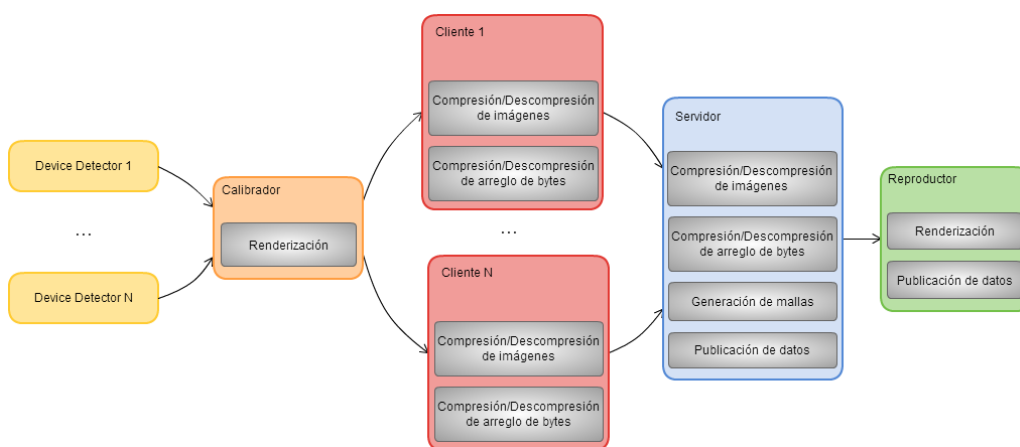 Device Detector 1
...
Device Detector N
Calibrador
Renderización
Cliente 1
Compresión/Descompresión
de imágenes
Compresión/Descompresión
de arreglo de bytes
...
Cliente N
Compresión/Descompresión
de imágenes
Compresión/Descompresión
de arreglo de bytes
Servidor
Compresión/Descompresión
de imágenes
Compresión/Descompresión
de arreglo de bytes
Generación de mallas
Publicación de datos
Reproductor
Renderización
Publicación de datos